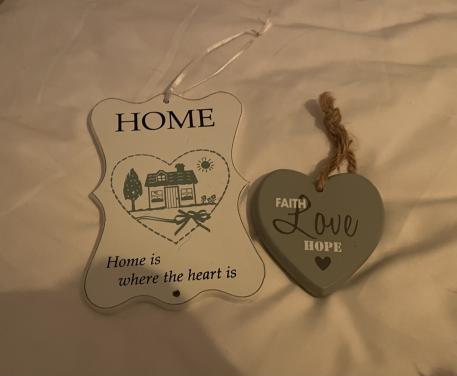 HOME
Home is
where the heart is
FAITH
Love
HOPE